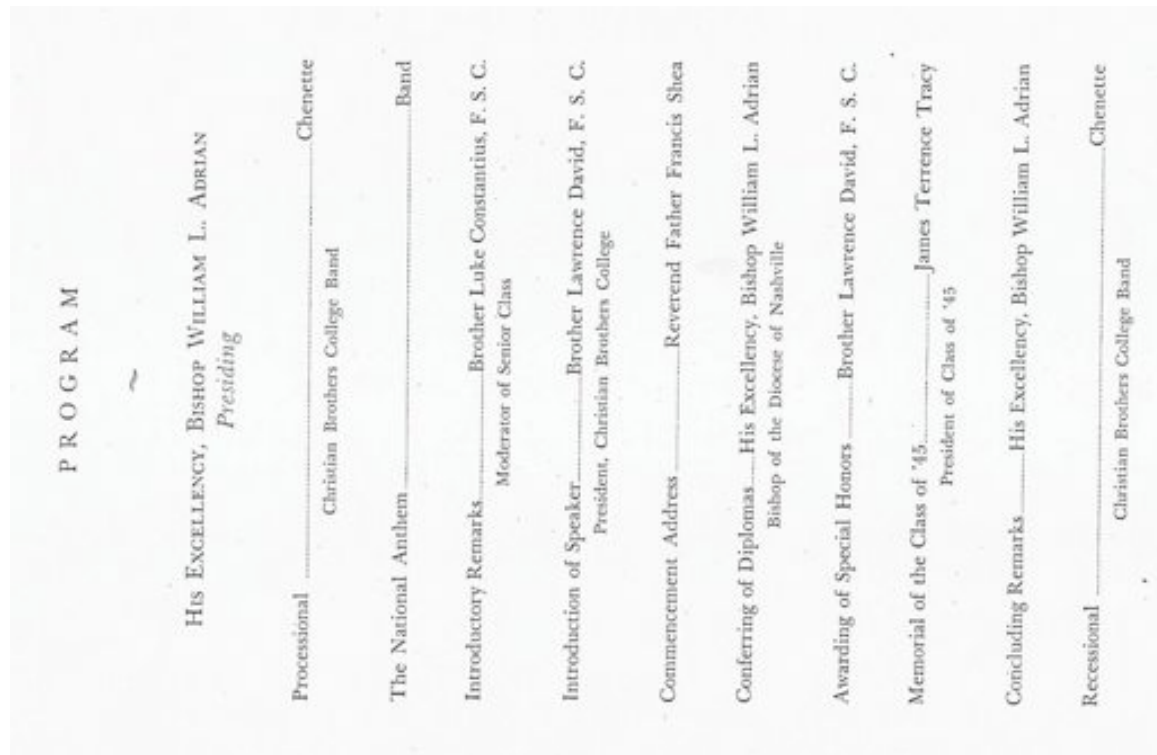 PROGRAM
~
HIS EXCELLENCY, BISHOP WILLIAM L. ADRIAN
Presiding
Processional ........ Chenette
Christian Brothers College Band
The National Anthem ........ Band
Introductory Remarks ........ Brother Luke Constantius, F. S. C.
Moderator of Senior Class
Introduction of Speaker ........ Brother Lawrence David, F. S. C.
President, Christian Brothers College
Commencement Address ........ Reverend Father Francis Shea
Conferring of Diplomas ........ His Excellency, Bishop William L. Adrian
Bishop of the Diocese of Nashville
Awarding of Special Honors ........ Brother Lawrence David, F. S. C.
Memorial of the Class of '45 ........ James Terrence Tracy
President of Class of '45
Concluding Remarks ........ His Excellency, Bishop William L. Adrian
Recessional ........ Chenette
Christian Brothers College Band